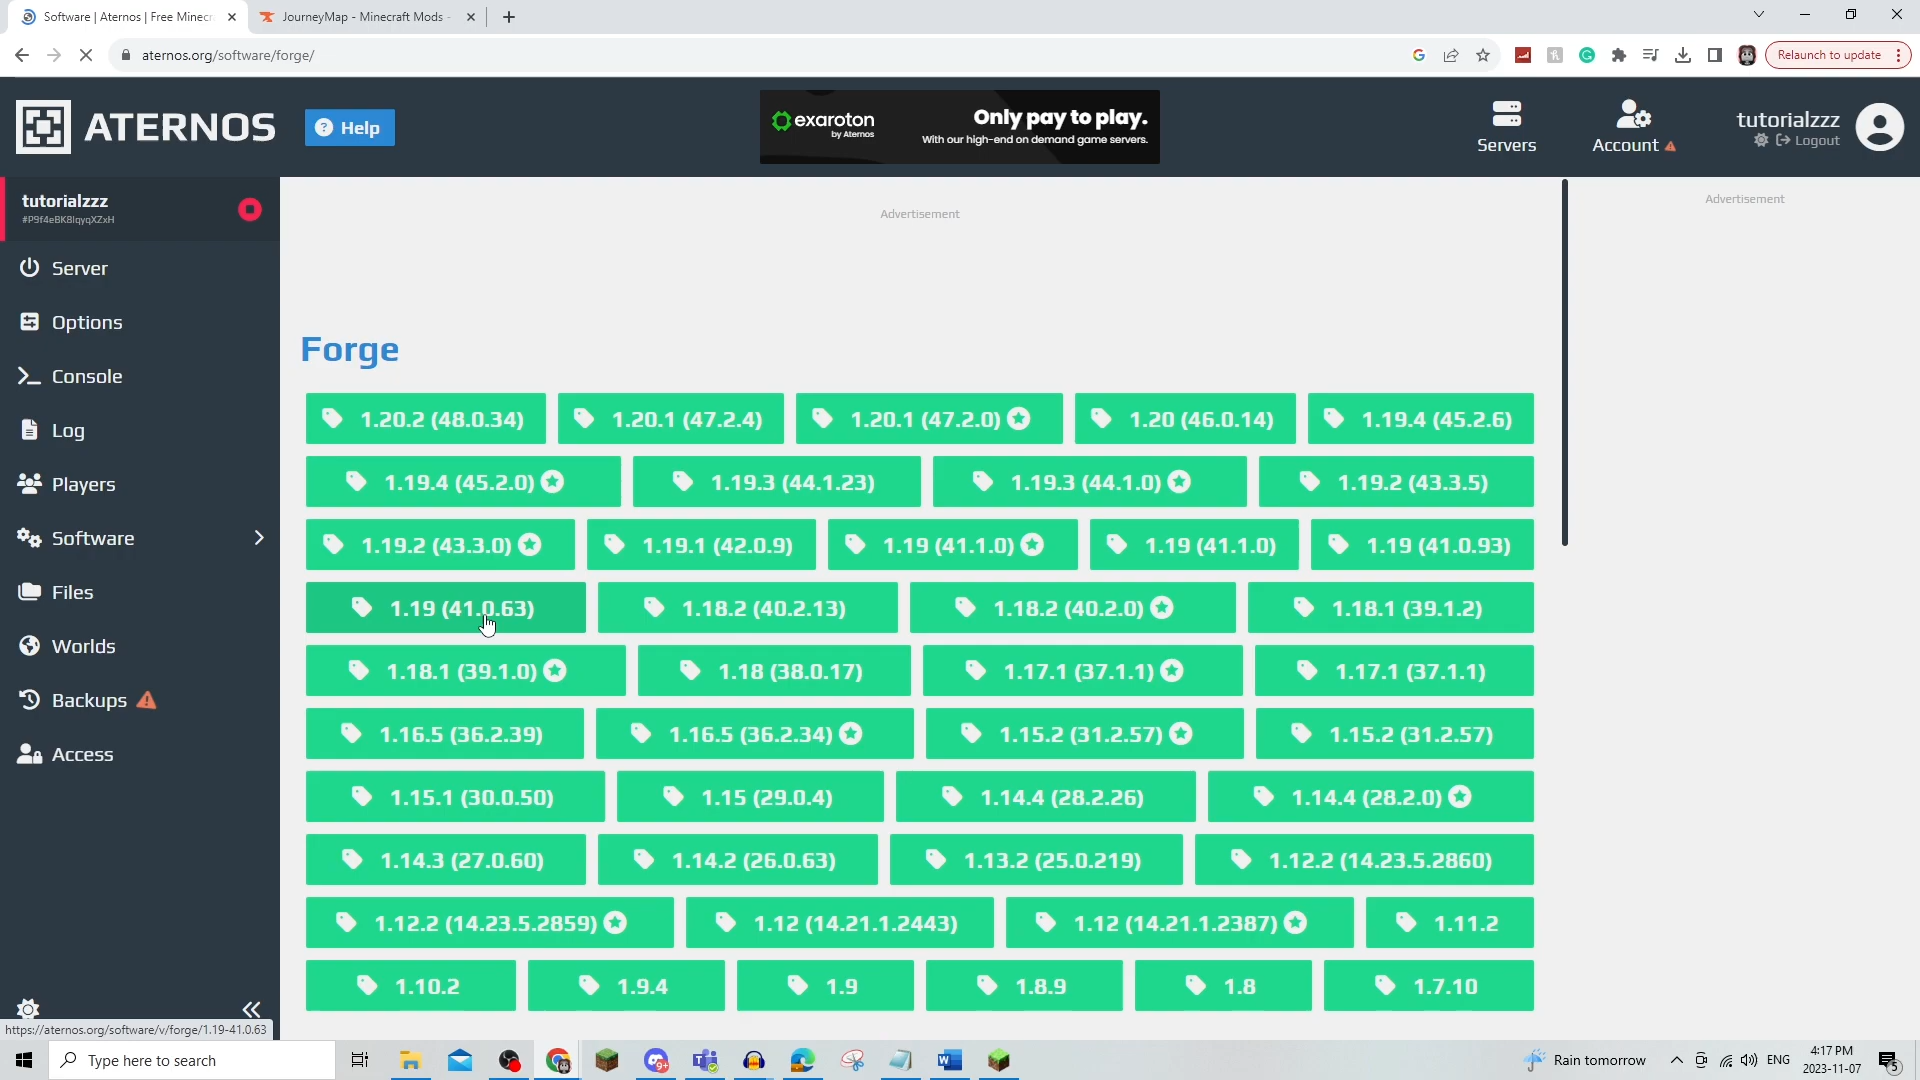 Software | Aternos | Free Minecr
JourneyMap - Minecraft Mods -
aternos.org/software/forge/
Relaunch to update
ATERNOS
Help
exaroton
by Aternos
Only pay to play.
With our high-end on demand game servers.
Servers
Account
tutorialzzz
Logout
tutorialzzz
#P9f4eBK8lqyqXZxH
Server
Options
Console
Log
Players
Software
Files
Worlds
Backups
Access
Advertisement
Advertisement
Forge
1.20.2 (48.0.34) 1.20.1 (47.2.4) 1.20.1 (47.2.0) 1.20 (46.0.14) 1.19.4 (45.2.6)
1.19.4 (45.2.0) 1.19.3 (44.1.23) 1.19.3 (44.1.0) 1.19.2 (43.3.5)
1.19.2 (43.3.0) 1.19.1 (42.0.9) 1.19 (41.1.0) 1.19 (41.1.0) 1.19 (41.0.93)
1.19 (41.0.63) 1.18.2 (40.2.13) 1.18.2 (40.2.0) 1.18.1 (39.1.2)
1.18.1 (39.1.0) 1.18 (38.0.17) 1.17.1 (37.1.1) 1.17.1 (37.1.1)
1.16.5 (36.2.39) 1.16.5 (36.2.34) 1.15.2 (31.2.57) 1.15.2 (31.2.57)
1.15.1 (30.0.50) 1.15 (29.0.4) 1.14.4 (28.2.26) 1.14.4 (28.2.0)
1.14.3 (27.0.60) 1.14.2 (26.0.63) 1.13.2 (25.0.219) 1.12.2 (14.23.5.2860)
1.12.2 (14.23.5.2859) 1.12 (14.21.1.2443) 1.12 (14.21.1.2387) 1.11.2
1.10.2 1.9.4 1.9 1.8.9 1.8 1.7.10
https://aternos.org/software/v/forge/1.19-41.0.63
Type here to search
9+
Rain tomorrow
ENG
4:17 PM
2023-11-07
5